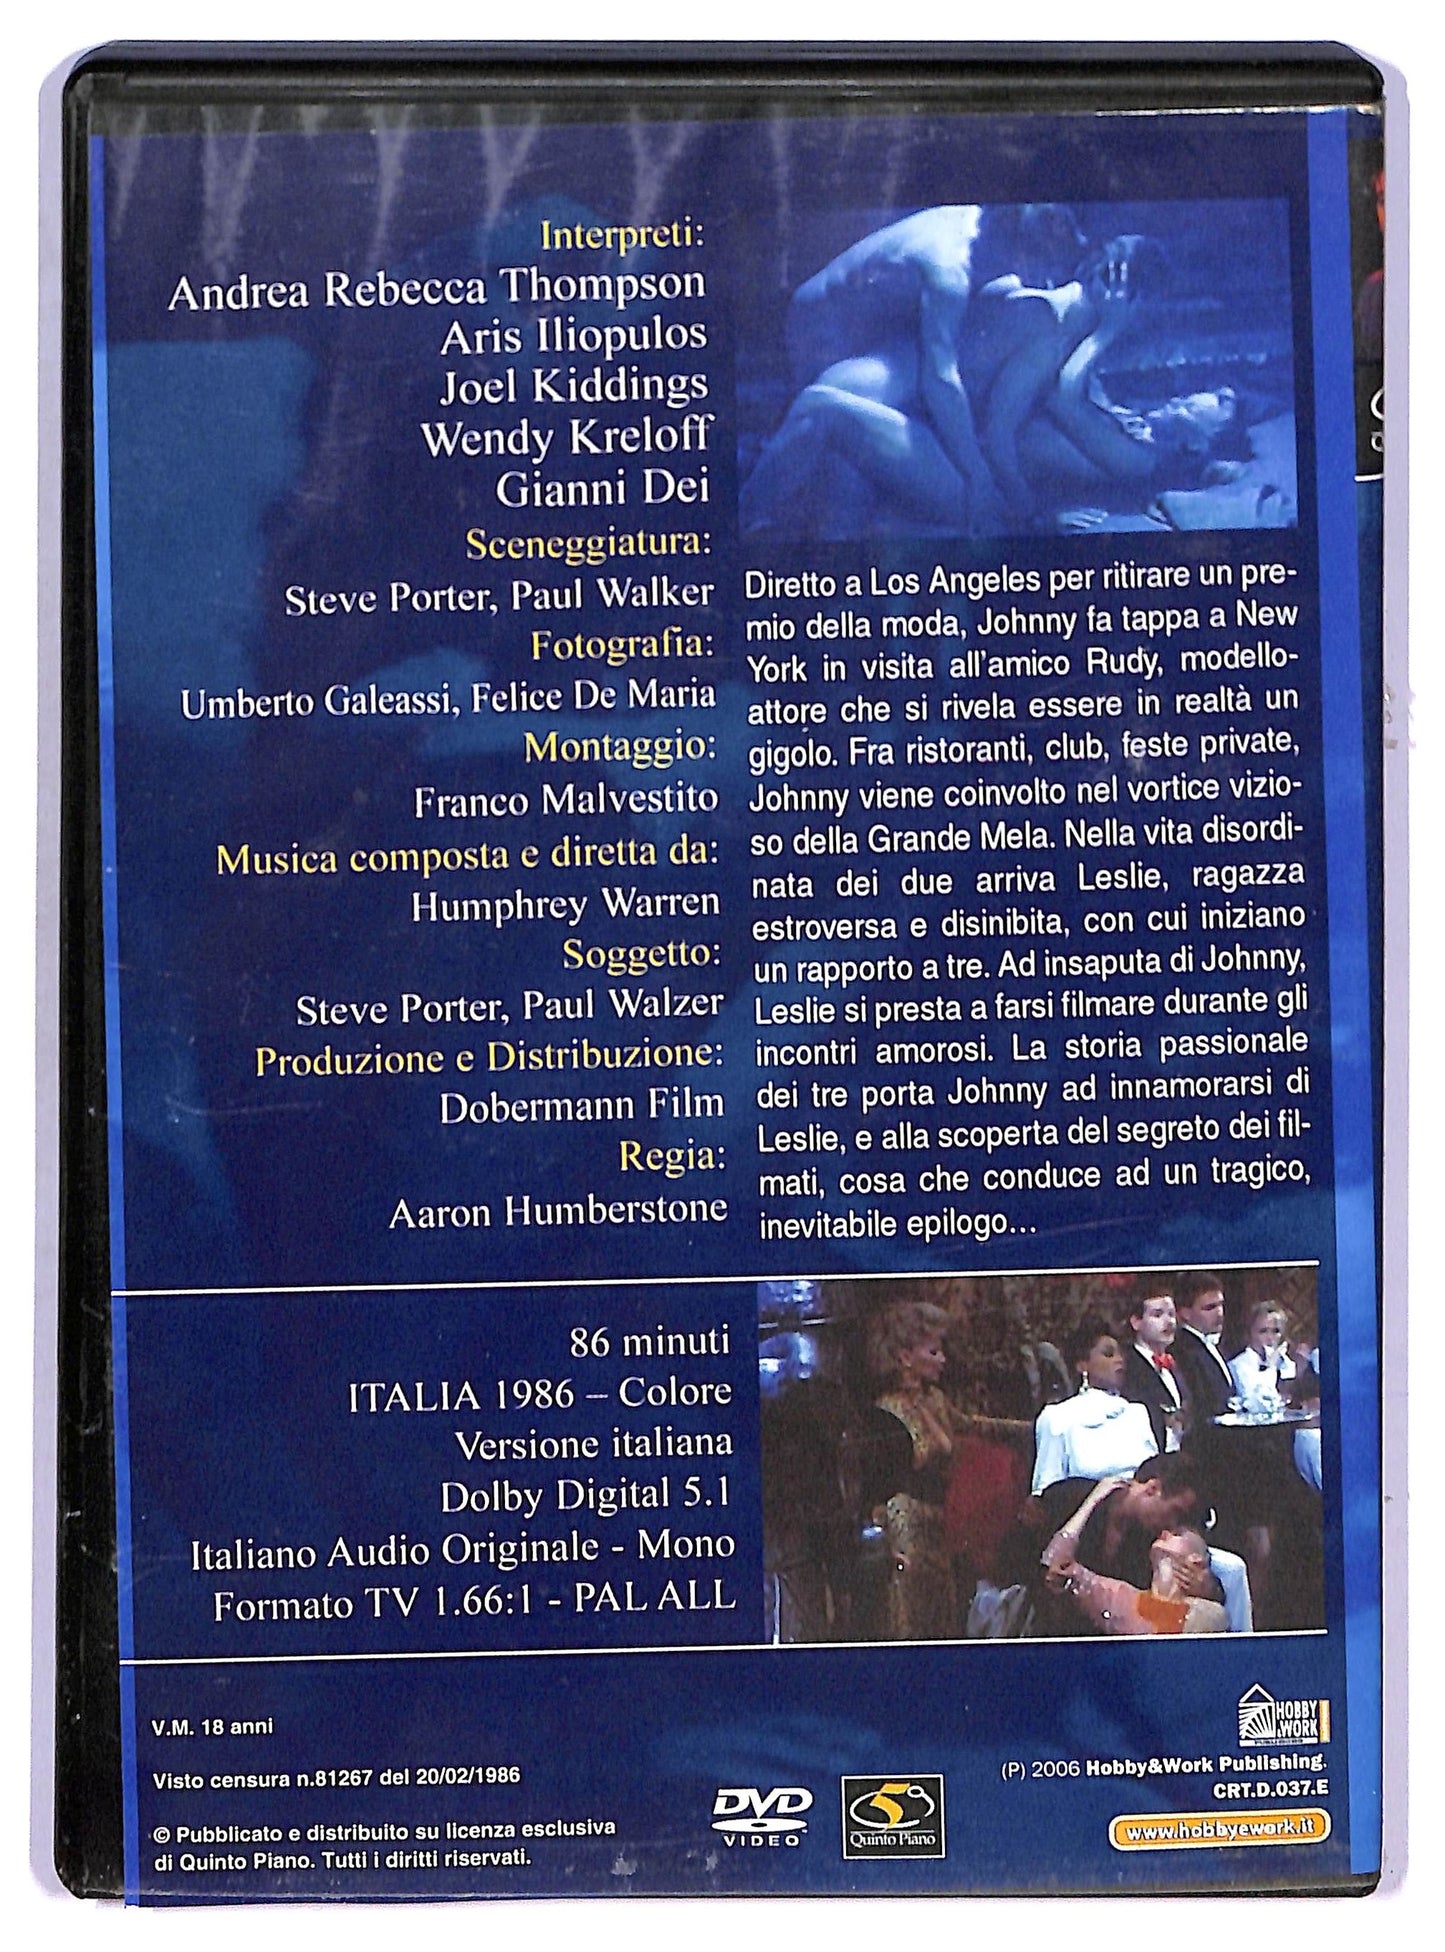 Interpreti:
Andrea Rebecca Thompson
Aris Iliopulos
Joel Kiddings
Wendy Kreloff
Gianni Dei
Sceneggiatura:
Steve Porter, Paul Walker
Fotografia:
Umberto Galeassi, Felice De Maria
Montaggio:
Franco Malvestito
Musica composta e diretta da:
Humphrey Warren
Soggetto:
Steve Porter, Paul Walzer
Produzione e Distribuzione:
Dobermann Film
Regia:
Aaron Humberstone
Diretto a Los Angeles per ritirare un pre-
mio della moda, Johnny fa tappa a New
York in visita all'amico Rudy, modello-
attore che si rivela essere in realtà un
gigolo. Fra ristoranti, club, feste private,
Johnny viene coinvolto nel vortice vizio-
so della Grande Mela. Nella vita disordi-
nata dei due arriva Leslie, ragazza
estroversa e disinibita, con cui iniziano
un rapporto a tre. Ad insaputa di Johnny,
Leslie si presta a farsi filmare durante gli
incontri amorosi. La storia passionale
dei tre porta Johnny ad innamorarsi di
Leslie, e alla scoperta del segreto dei fil-
mati, cosa che conduce ad un tragico,
inevitabile epilogo...
86 minuti
ITALIA 1986 – Colore
Versione italiana
Dolby Digital 5.1
Italiano Audio Originale - Mono
Formato TV 1.66:1 - PAL ALL
V.M. 18 anni
Visto censura n.81267 del 20/02/1986
© Pubblicato e distribuito su licenza esclusiva
di Quinto Piano. Tutti i diritti riservati.
DVD
VIDEO
5°
Quinto Piano
HOBBY
&WORK
(P) 2006 Hobby&Work Publishing.
CRT.D.037.E
www.hobbyework.it